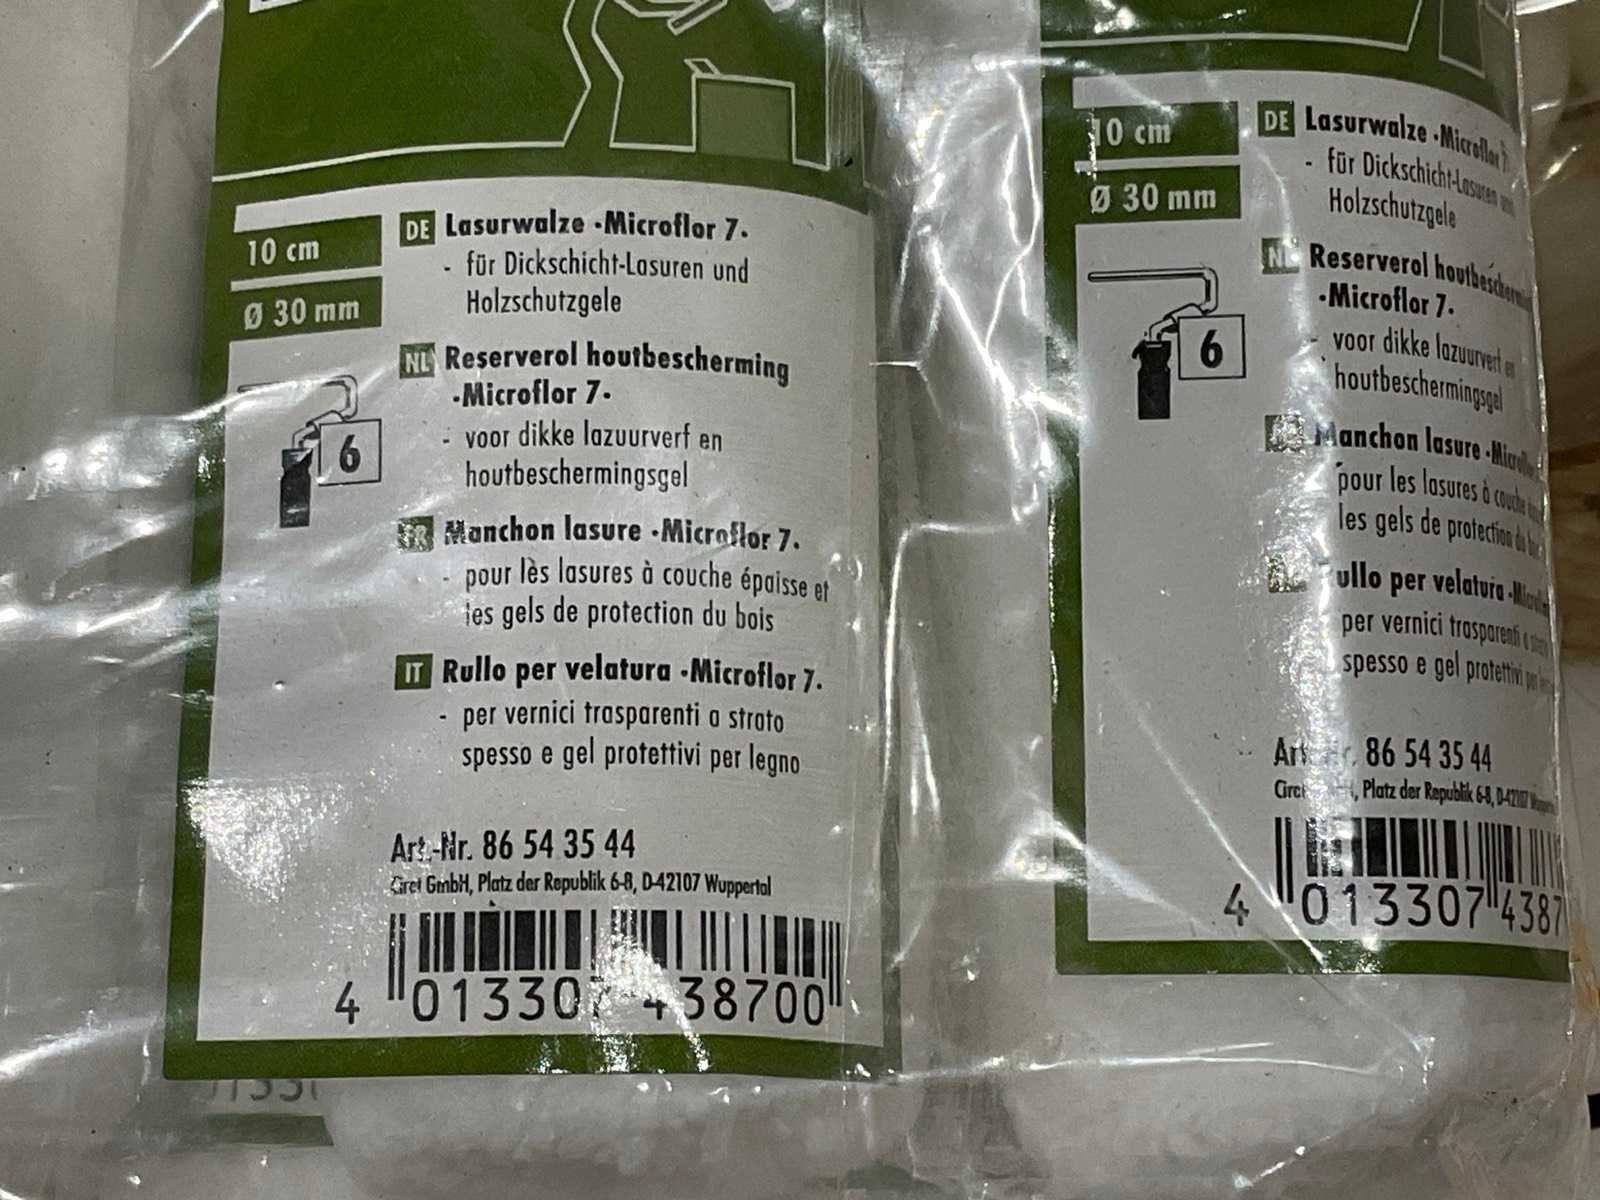 10 cm
Ø 30 mm
6
DE Lasurwalze •Microflor 7•
- für Dickschicht-Lasuren und
Holzschutzgele
NL Reserverol houtbescherming
•Microflor 7•
- voor dikke lazuurverf en
houtbeschermingsgel
FR Manchon lasure •Microflor 7•
- pour les lasures à couche épaisse et
les gels de protection du bois
IT Rullo per velatura •Microflor 7•
- per vernici trasparenti a strato
spesso e gel protettivi per legno
Art.-Nr. 86 54 35 44
Ciret GmbH, Platz der Republik 6-8, D-42107 Wuppertal
4 013307 438700
10 cm
Ø 30 mm
6
DE Lasurwalze •Microflor 7
- für Dickschicht-Lasuren
Holzschutzgele
NL Reserverol
•Microflor 7•
voor dikke lazuurverf en
houtbeschermingsgel
Manchon lasure
pour les lasures à couche
les gels de protection du
per velatura
per vernici trasparenti a
spesso e gel protettivi per
86 54 35 44
Platz der Republik 6-8, D-42107
4 013307 4387